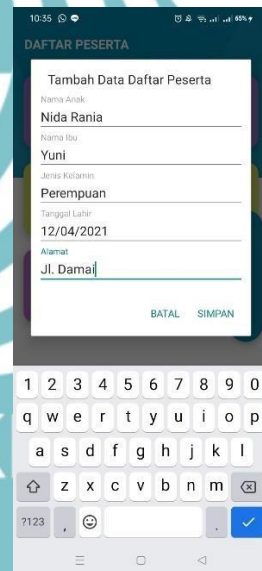 10:35 65%
DAFTAR PESERTA
Tambah Data Daftar Peserta
Nama Anak
Nida Rania
Nama Ibu
Yuni
Jenis Kelamin
Perempuan
Tanggal Lahir
12/04/2021
Alamat
Jl. Damai
BATAL SIMPAN
1 2 3 4 5 6 7 8 9 0
q w e r t y u i o p
a s d f g h j k l
z x c v b n m
?123 , .